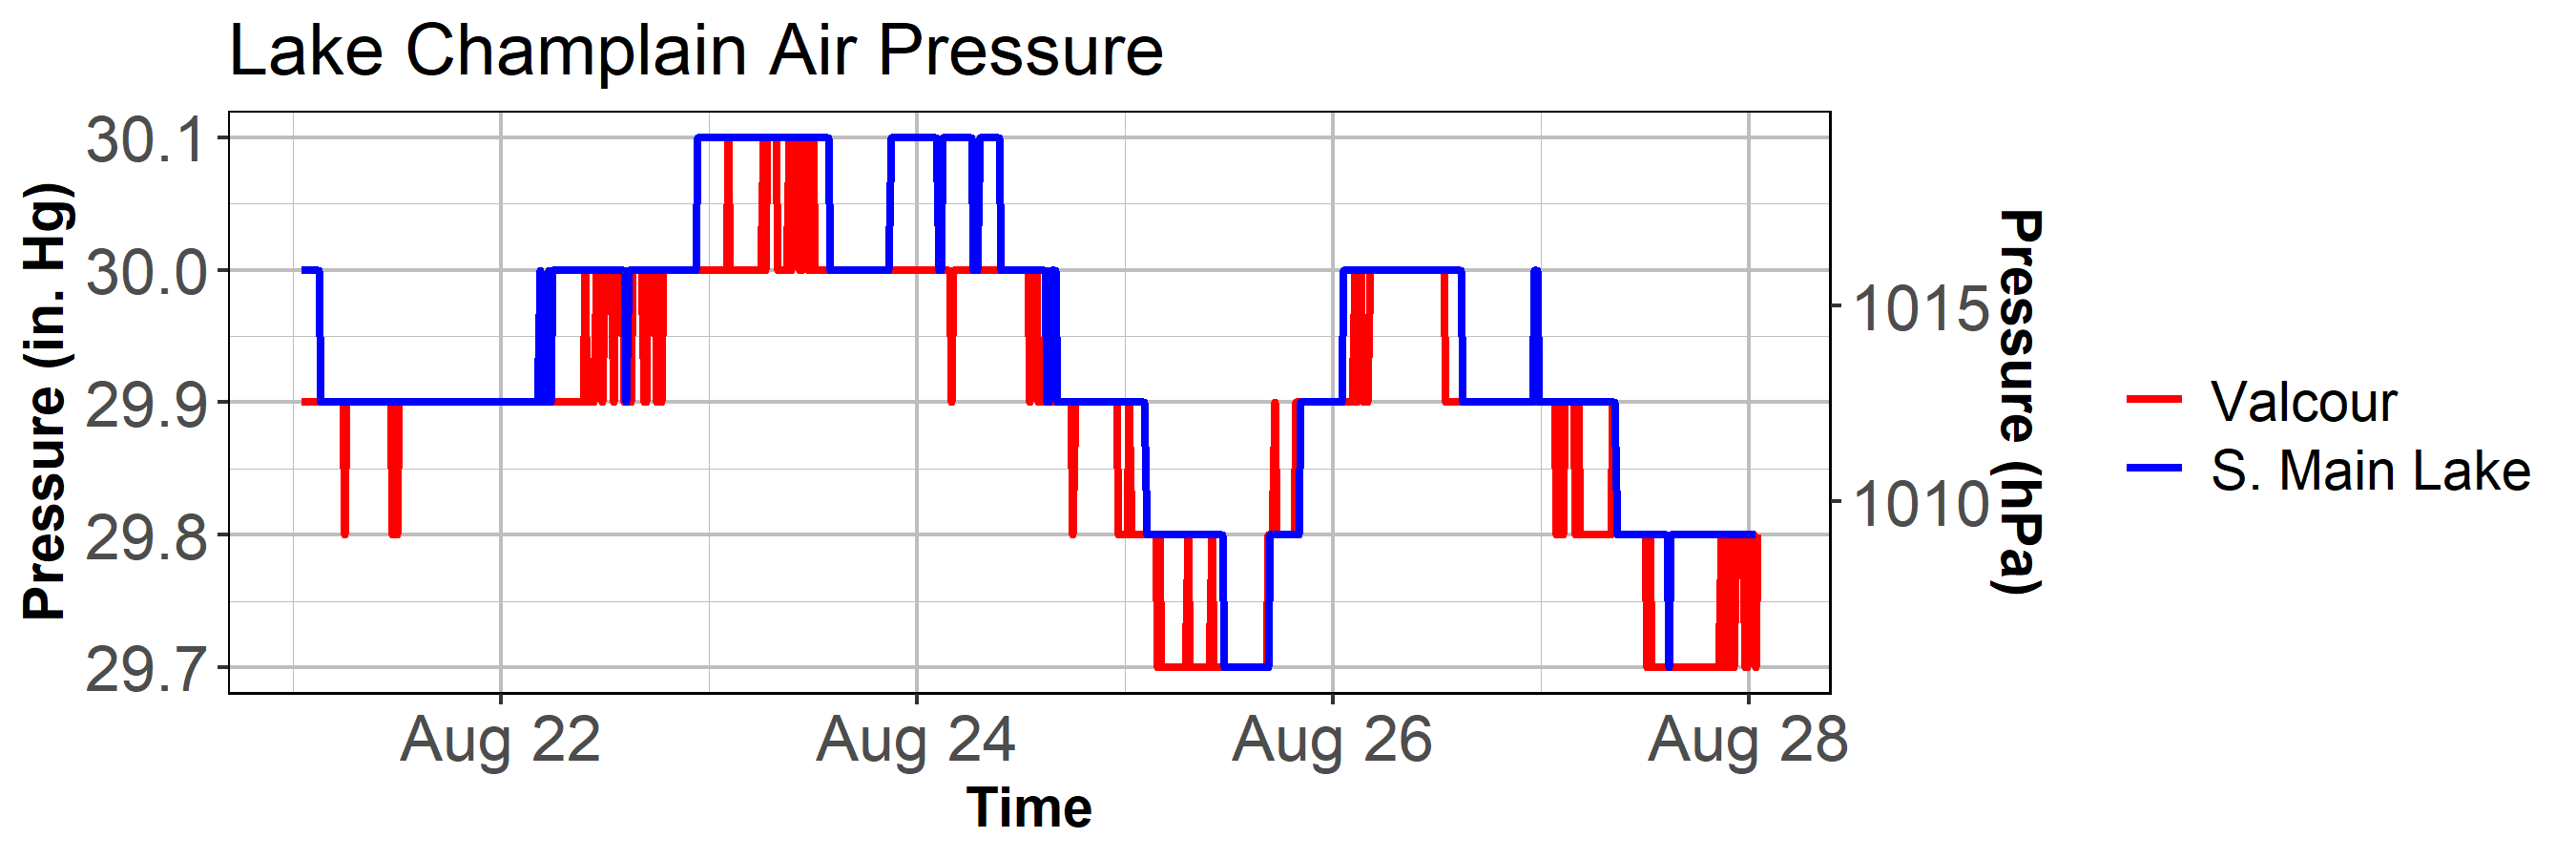 Lake Champlain Air Pressure
Pressure (in. Hg)
30.1
30.0
29.9
29.8
29.7
1015
1010
Pressure (hPa)
Aug 22
Aug 24
Aug 26
Aug 28
Time
Valcour
S. Main Lake